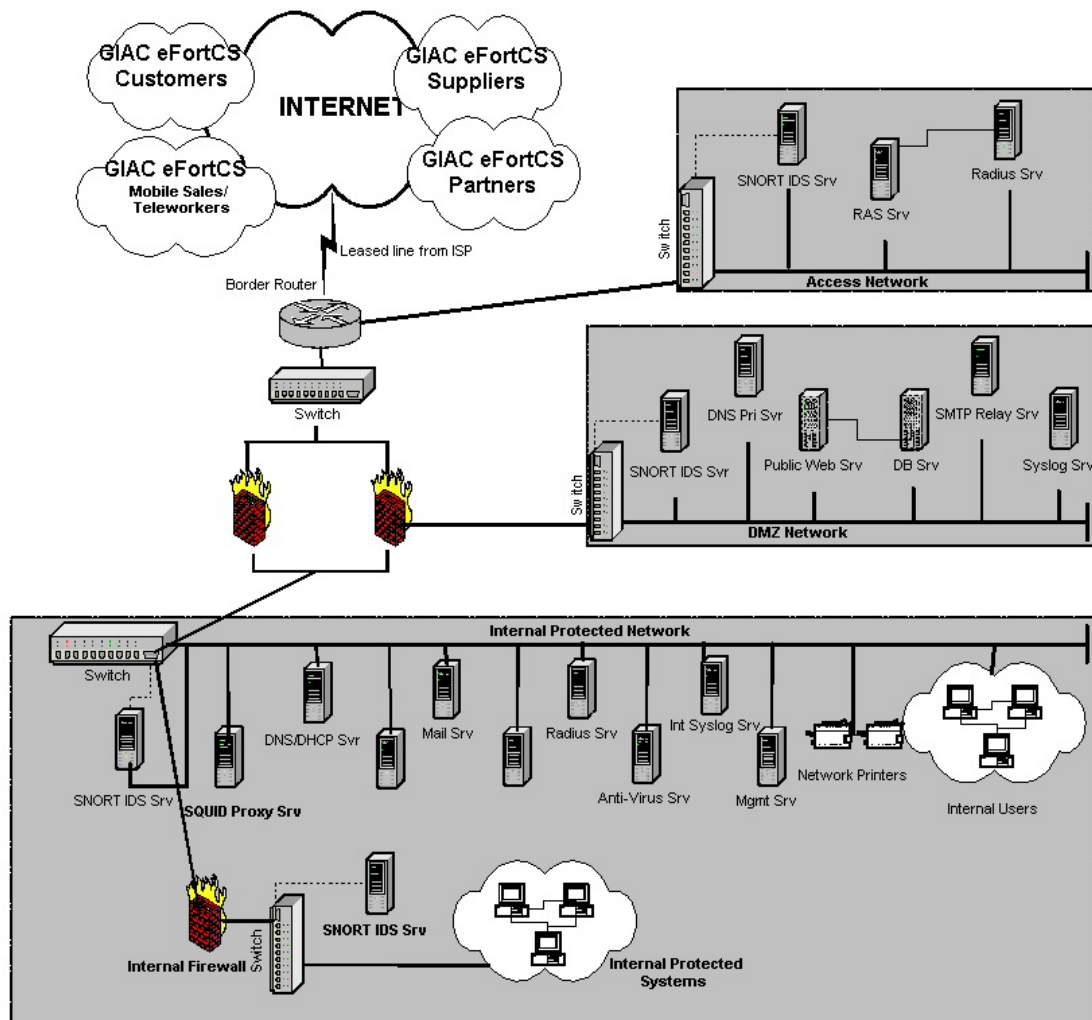 GIAC eFortCS
Customers
GIAC eFortCS
Suppliers
INTERNET
GIAC eFortCS
Mobile Sales/
Teleworkers
GIAC eFortCS
Partners
Leased line from ISP
Border Router
Switch
Switch
SNORT IDS Srv
RAS Srv
Radius Srv
Access Network
Switch
SNORT IDS Svr
DNS Pri Svr
Public Web Srv
DB Srv
SMTP Relay Srv
Syslog Srv
DMZ Network
Internal Protected Network
Switch
SNORT IDS Srv
SQUID Proxy Srv
DNS/DHCP Svr
Mail Srv
Radius Srv
Anti-Virus Srv
Int Syslog Srv
Mgmt Srv
Network Printers
Internal Users
Internal Firewall
Switch
SNORT IDS Srv
Internal Protected
Systems